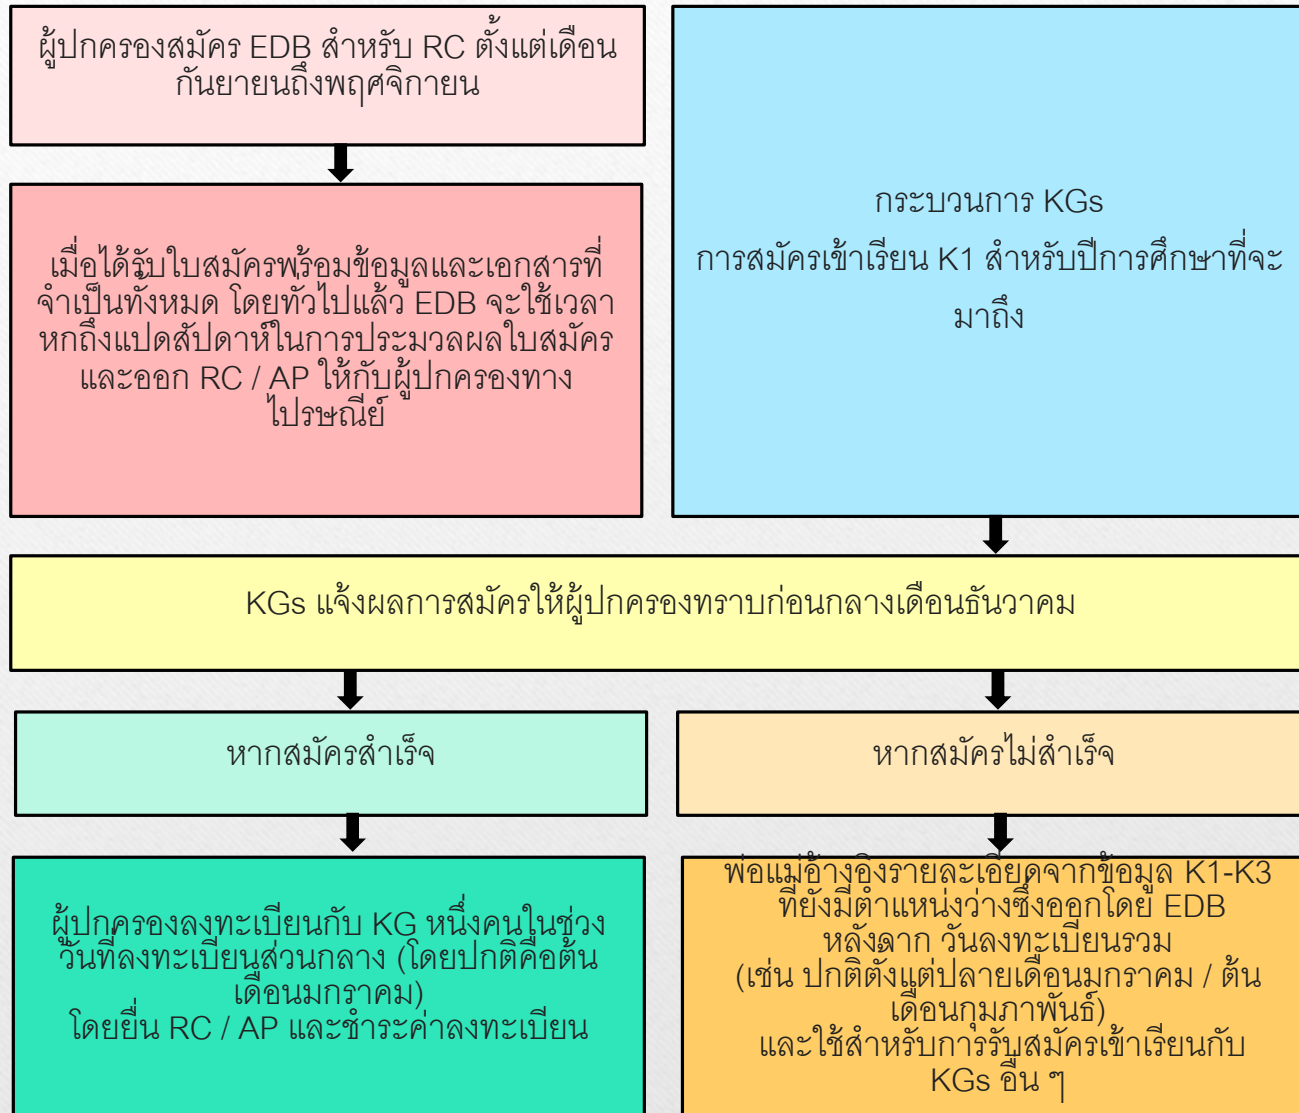 ผู้ปกครองสมัคร EDB สำหรับ RC ตั้งแต่เดือน
กันยายนถึงพฤศจิกายน
เมื่อได้รับใบสมัครพร้อมข้อมูลและเอกสารที่
จำเป็นทั้งหมด โดยทั่วไปแล้ว EDB จะใช้เวลา
หกถึงแปดสัปดาห์ในการประมวลผลใบสมัคร
และออก RC / AP ให้กับผู้ปกครองทาง
ไปรษณีย์
กระบวนการ KGs
การสมัครเข้าเรียน K1 สำหรับปีการศึกษาที่จะ
มาถึง
KGs แจ้งผลการสมัครให้ผู้ปกครองทราบก่อนกลางเดือนธันวาคม
หากสมัครสำเร็จ
หากสมัครไม่สำเร็จ
ผู้ปกครองลงทะเบียนกับ KG หนึ่งคนในช่วง
วันที่ลงทะเบียนส่วนกลาง (โดยปกติคือต้น
เดือนมกราคม)
โดยยื่น RC / AP และชำระค่าลงทะเบียน
พ่อแม่อ้างอิงรายละเอียดจากข้อมูล K1-K3
ที่ยังมีตำแหน่งว่างซึ่งออกโดย EDB
หลังจาก วันลงทะเบียนรวม
(เช่น ปกติตั้งแต่ปลายเดือนมกราคม / ต้น
เดือนกุมภาพันธ์)
และใช้สำหรับการรับสมัครเข้าเรียนกับ
KGs อื่น ๆ